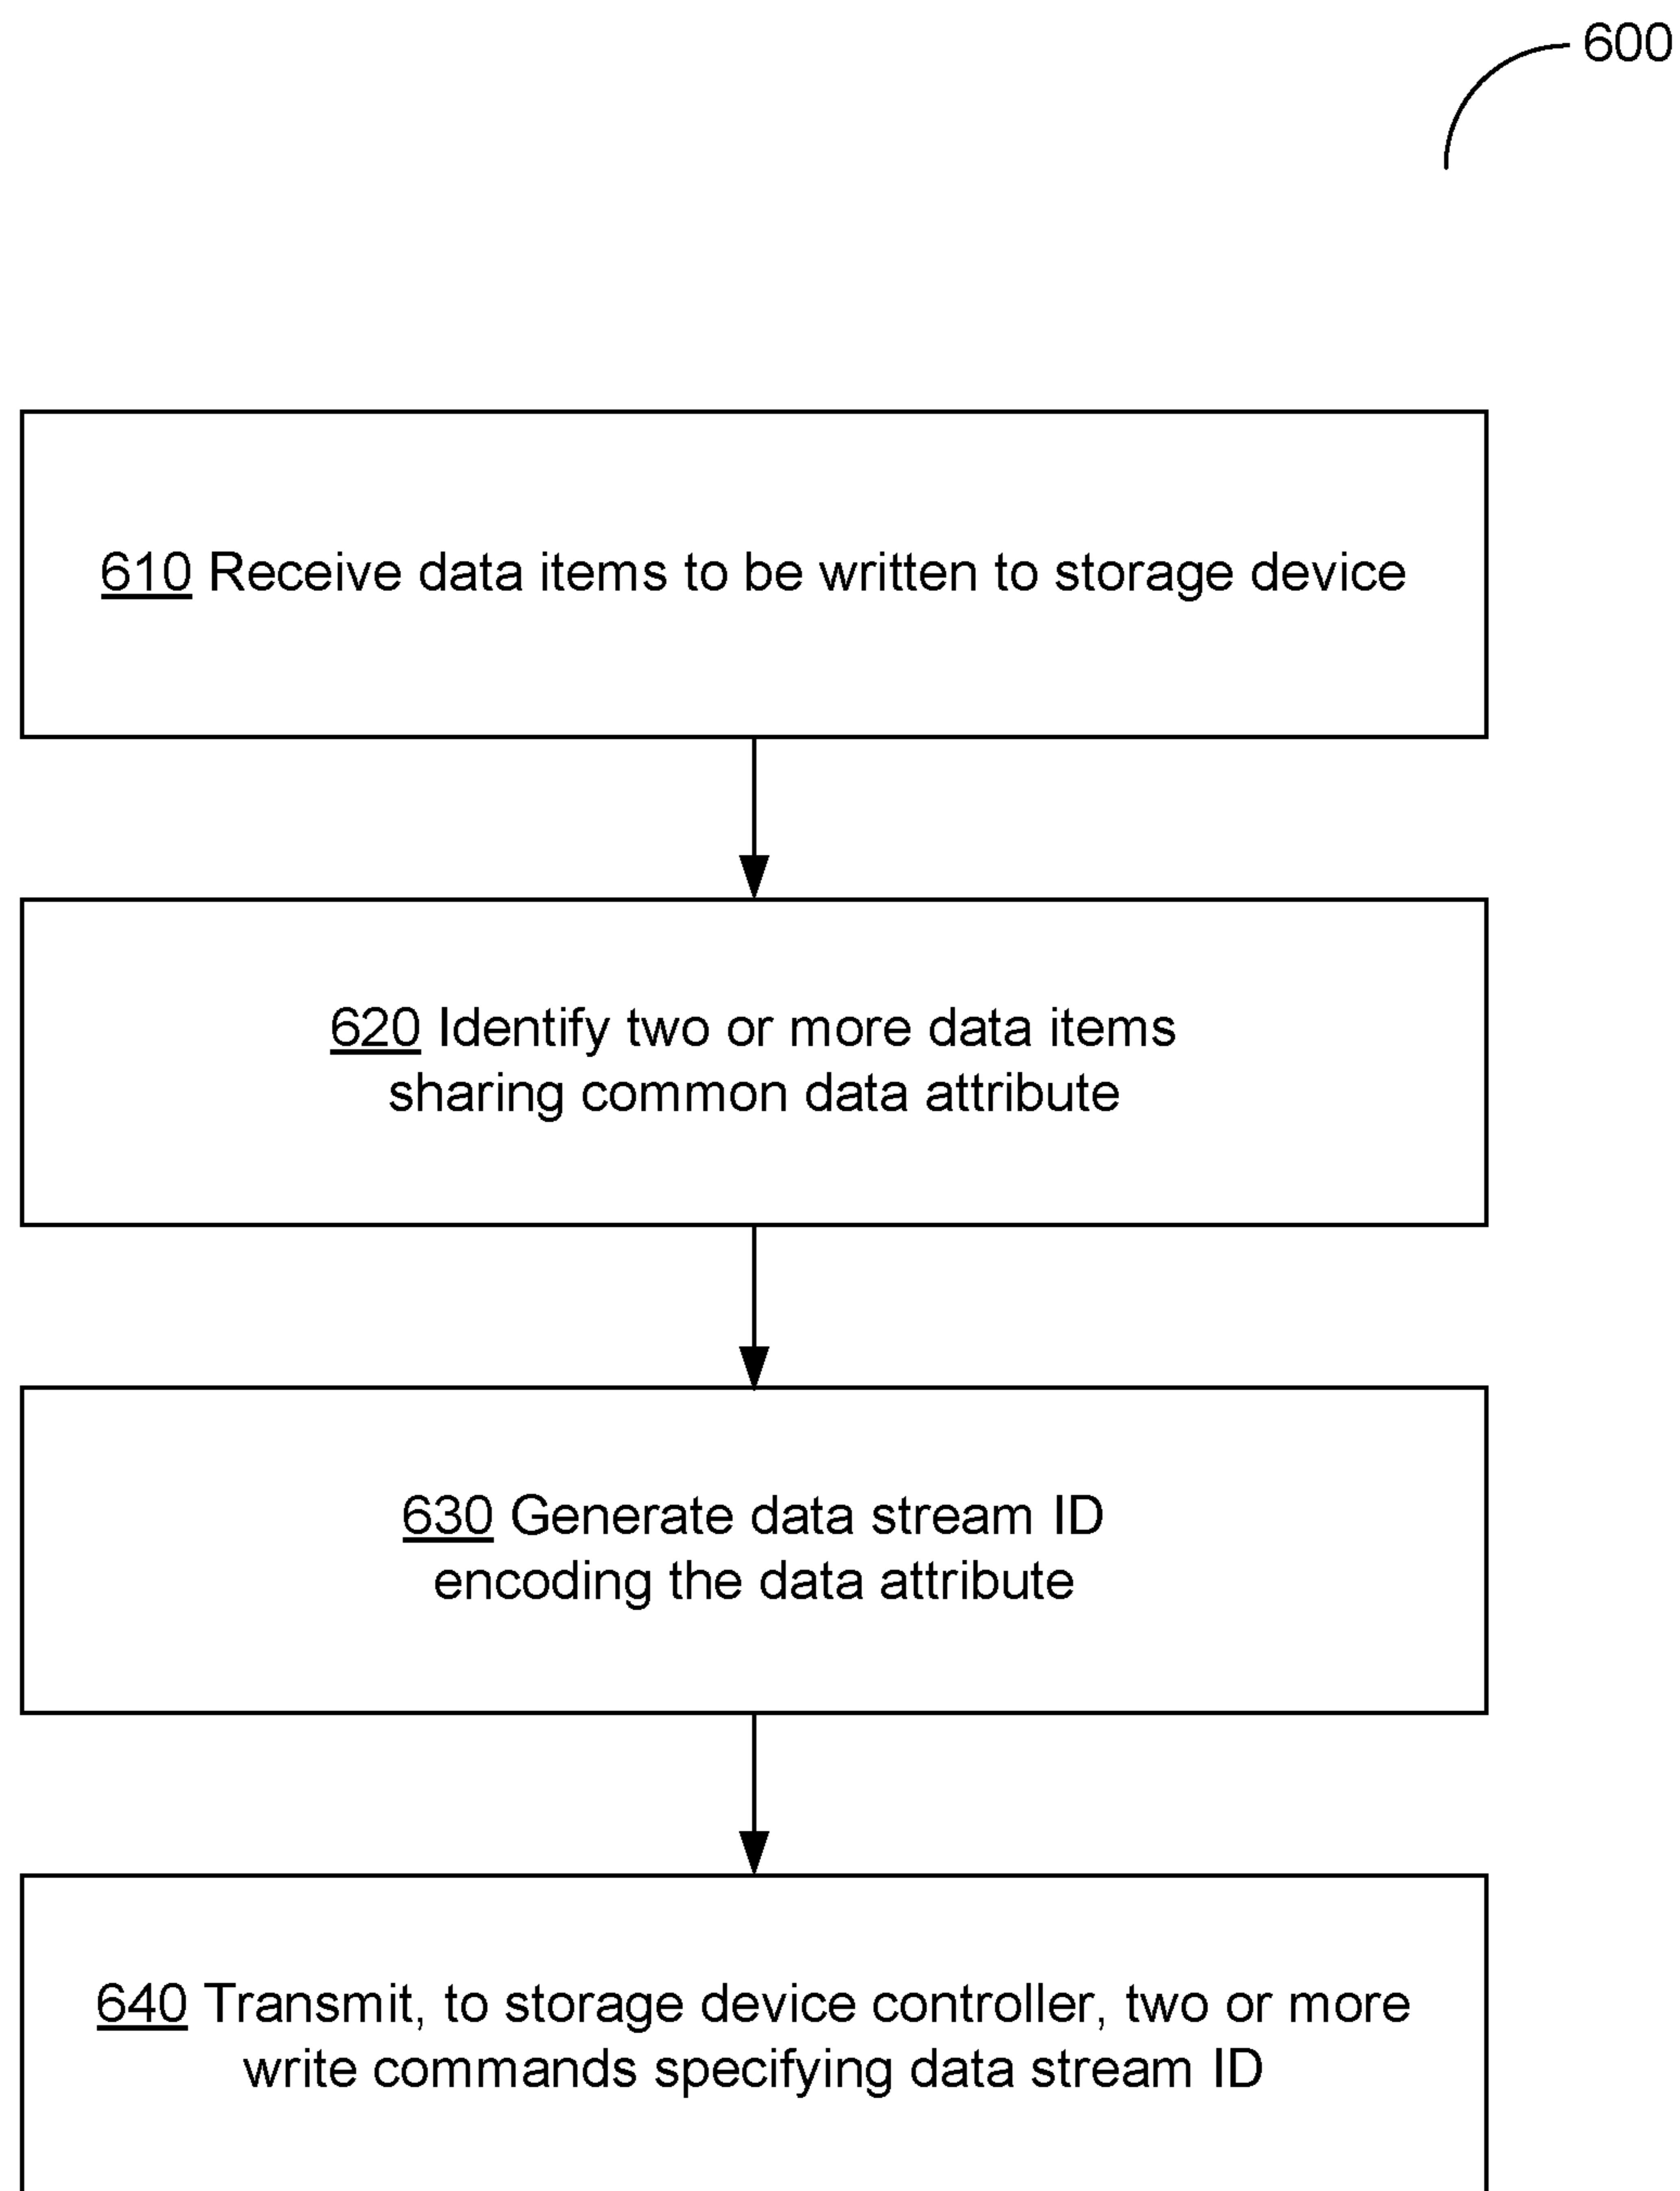 600
610 Receive data items to be written to storage device
620 Identify two or more data items
sharing common data attribute
630 Generate data stream ID
encoding the data attribute
640 Transmit, to storage device controller, two or more
write commands specifying data stream ID